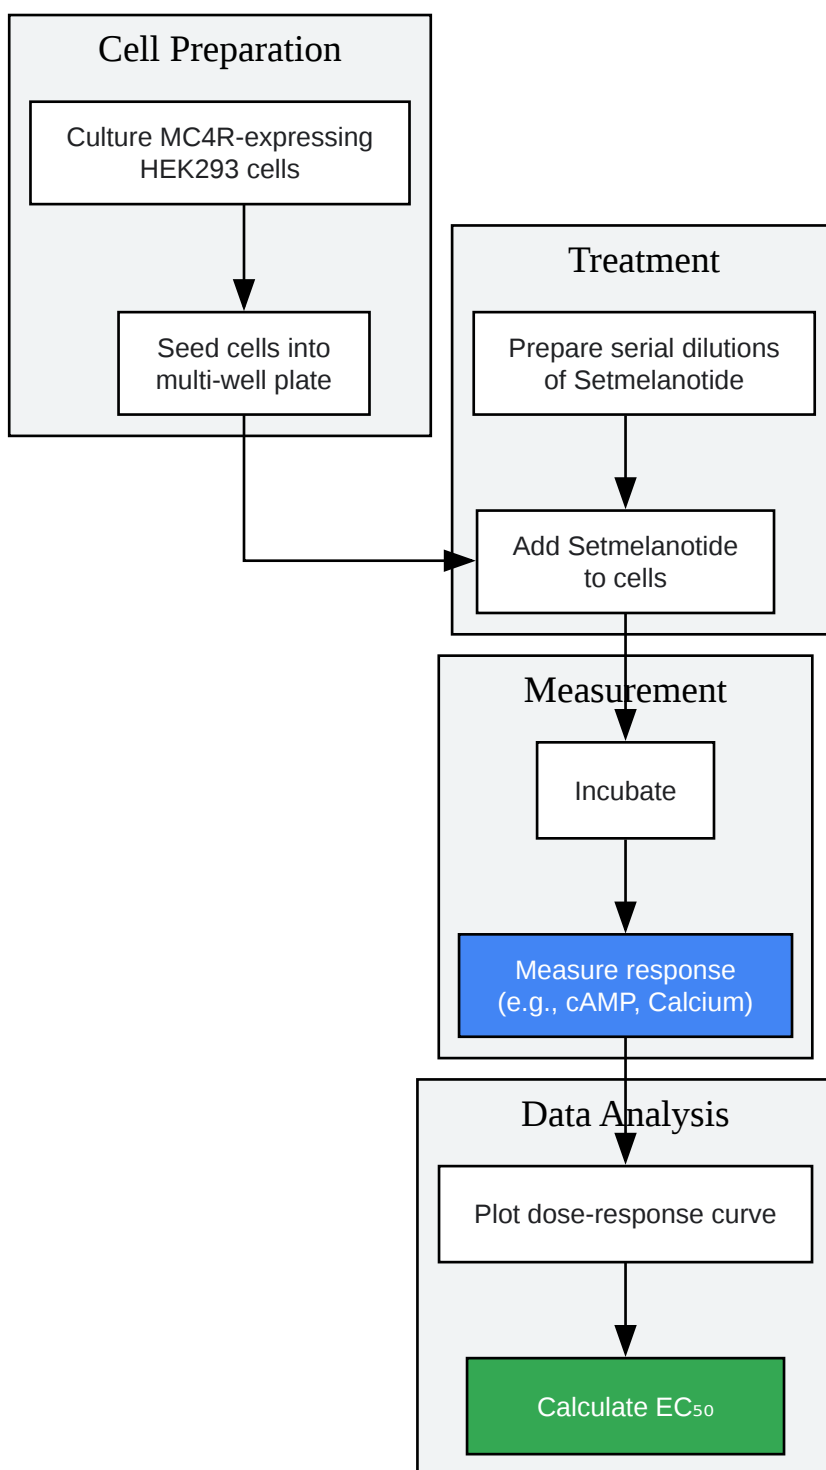 Cell Preparation
Culture MC4R-expressing
HEK293 cells
Seed cells into
multi-well plate
Treatment
Prepare serial dilutions
of Setmelanotide
Add Setmelanotide
to cells
Measurement
Incubate
Measure response
(e.g., cAMP, Calcium)
Data Analysis
Plot dose-response curve
Calculate EC₅₀